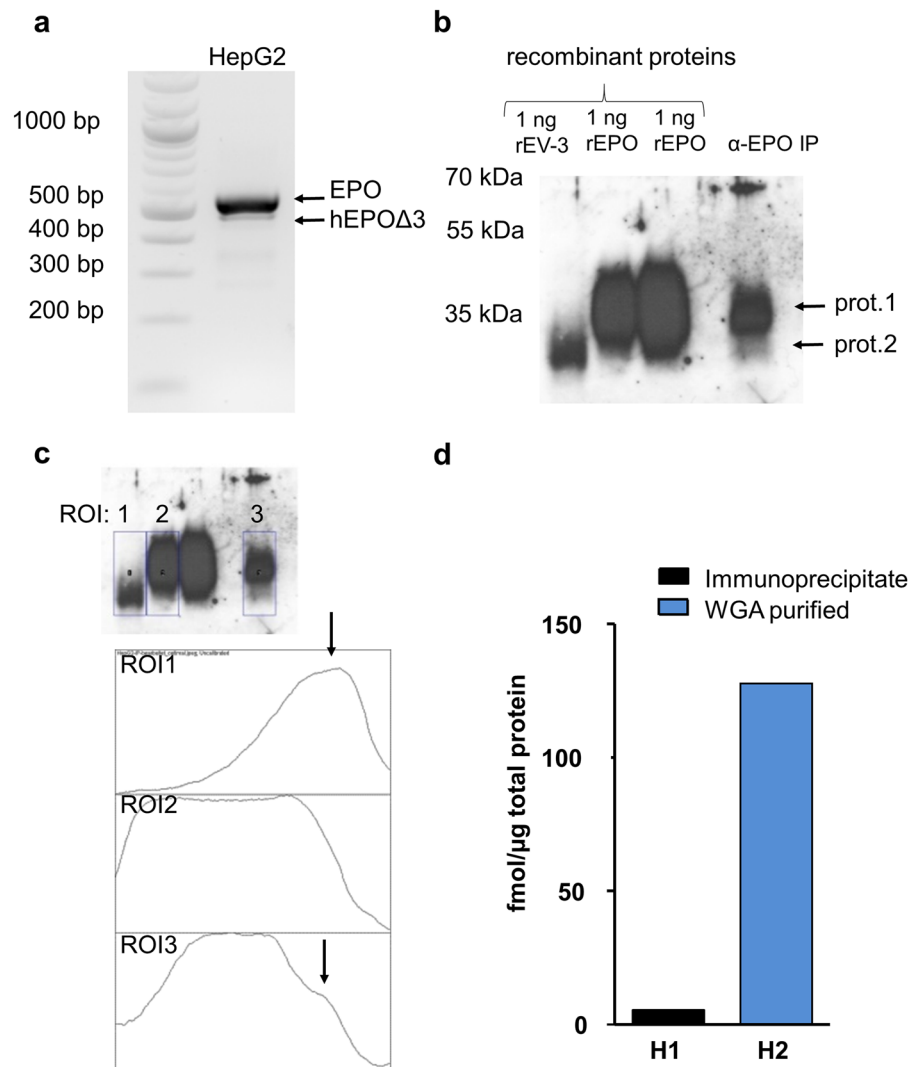 a
HepG2
1000 bp
500 bp
400 bp
300 bp
200 bp
EPO
hEPOΔ3
b
recombinant proteins
1 ng 1 ng 1 ng
rEV-3 rEPO rEPO α-EPO IP
70 kDa
55 kDa
35 kDa
prot.1
prot.2
c
ROI: 1 2 3
ROI1
ROI2
ROI3
d
Immunoprecipitate
WGA purified
fmol/µg total protein
150
100
50
0
H1 H2